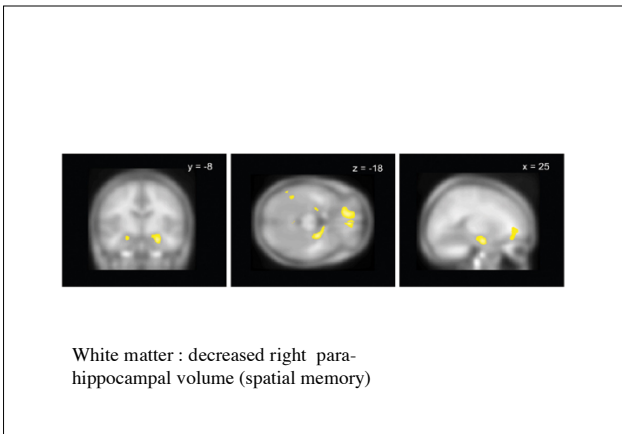 y = -8
z = -18
x = 25
White matter : decreased right para-
hippocampal volume (spatial memory)